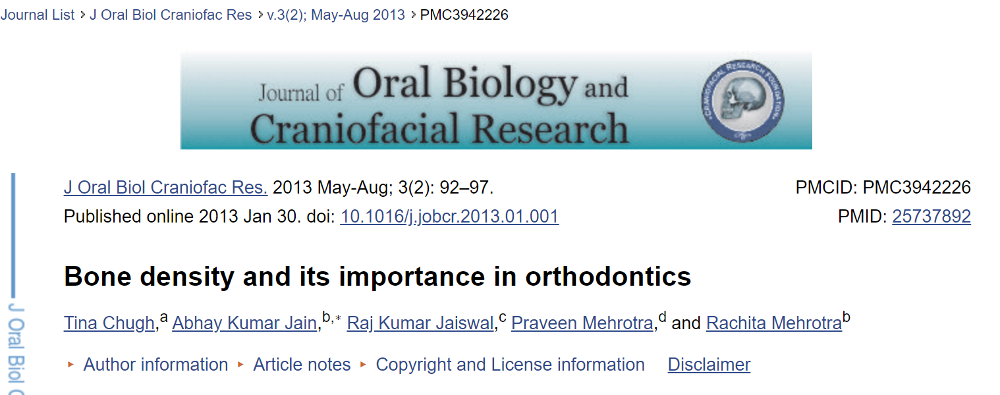 Journal List > J Oral Biol Craniofac Res > v.3(2); May-Aug 2013 > PMC3942226
Journal of Oral Biology and
Craniofacial Research
CRANIOFACIAL RESEARCH FOUNDATION
J Oral Biol Craniofac Res. 2013 May-Aug; 3(2): 92–97.
PMCID: PMC3942226
Published online 2013 Jan 30. doi: 10.1016/j.jobcr.2013.01.001
PMID: 25737892
Bone density and its importance in orthodontics
Tina Chugh,a Abhay Kumar Jain,b,* Raj Kumar Jaiswal,c Praveen Mehrotra,d and Rachita Mehrotrab
▸ Author information ▸ Article notes ▸ Copyright and License information Disclaimer
J Oral Biol C